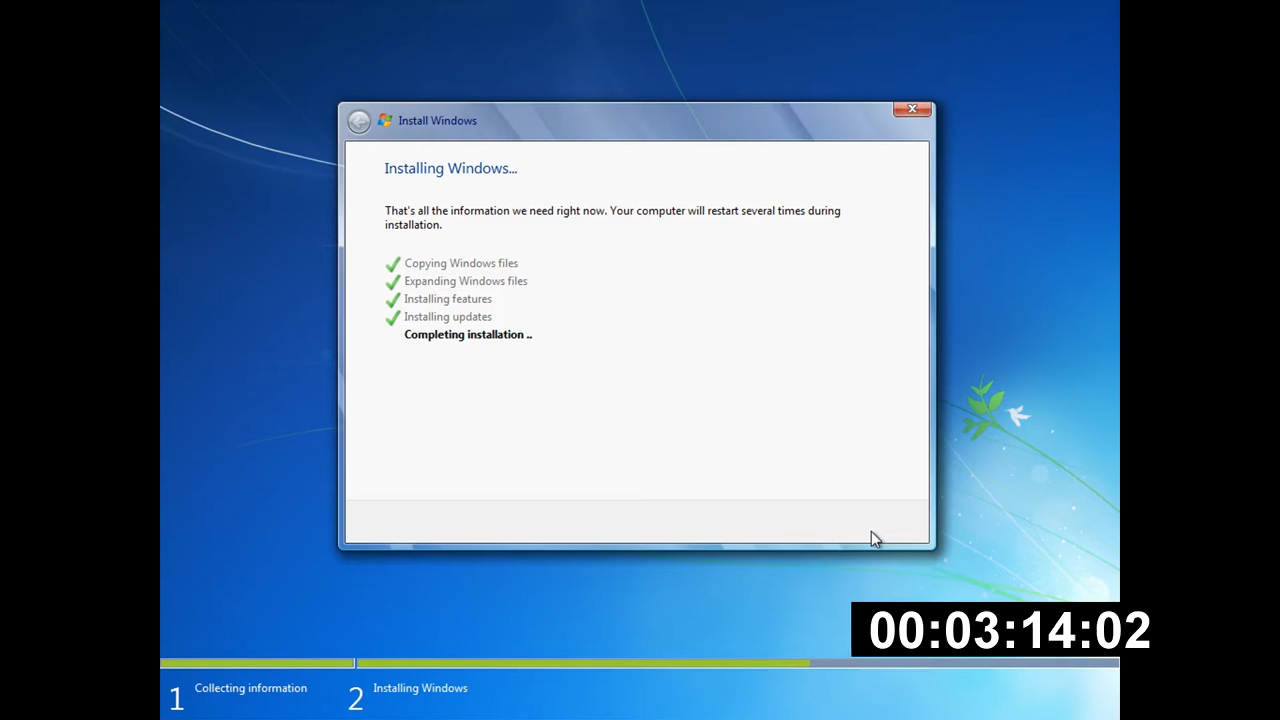 Install Windows
Installing Windows...
That's all the information we need right now. Your computer will restart several times during
installation.
Copying Windows files
Expanding Windows files
Installing features
Installing updates
Completing installation ..
00:03:14:02
1 Collecting information 2 Installing Windows